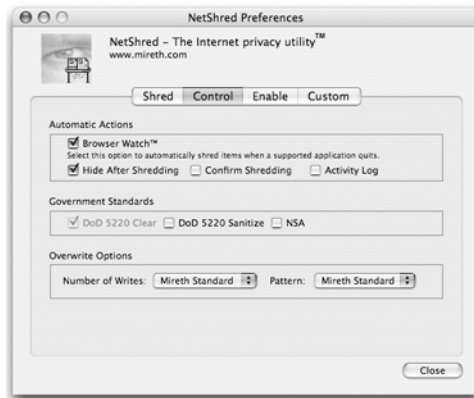 NetShred Preferences
NetShred – The Internet privacy utility™
www.mireth.com
Shred Control Enable Custom
Automatic Actions
Browser Watch™
Select this option to automatically shred items when a supported application quits.
Hide After Shredding Confirm Shredding Activity Log
Government Standards
DoD 5220 Clear DoD 5220 Sanitize NSA
Overwrite Options
Number of Writes: Mireth Standard Pattern: Mireth Standard
Close